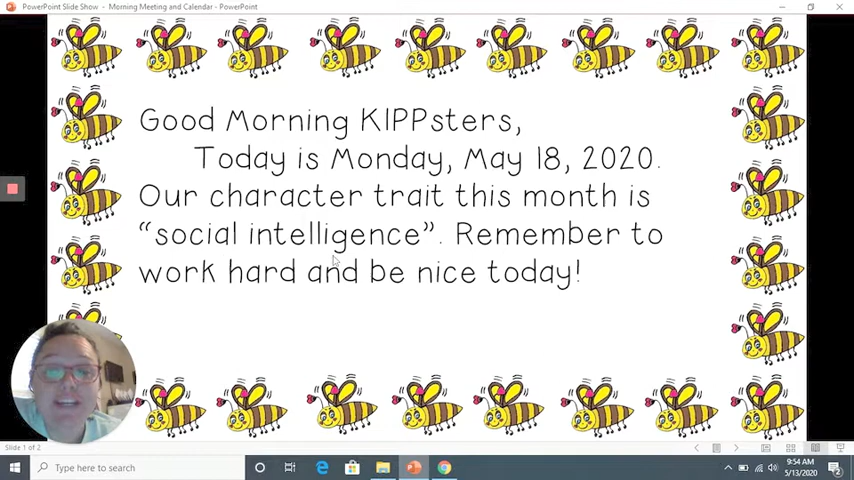 PowerPoint Slide Show - Morning Meeting and Calendar - PowerPoint
Good Morning KIPPsters,
Today is Monday, May 18, 2020.
Our character trait this month is
“social intelligence”. Remember to
work hard and be nice today!
Slide 1 of 2
Type here to search
9:54 AM
5/13/2020
2